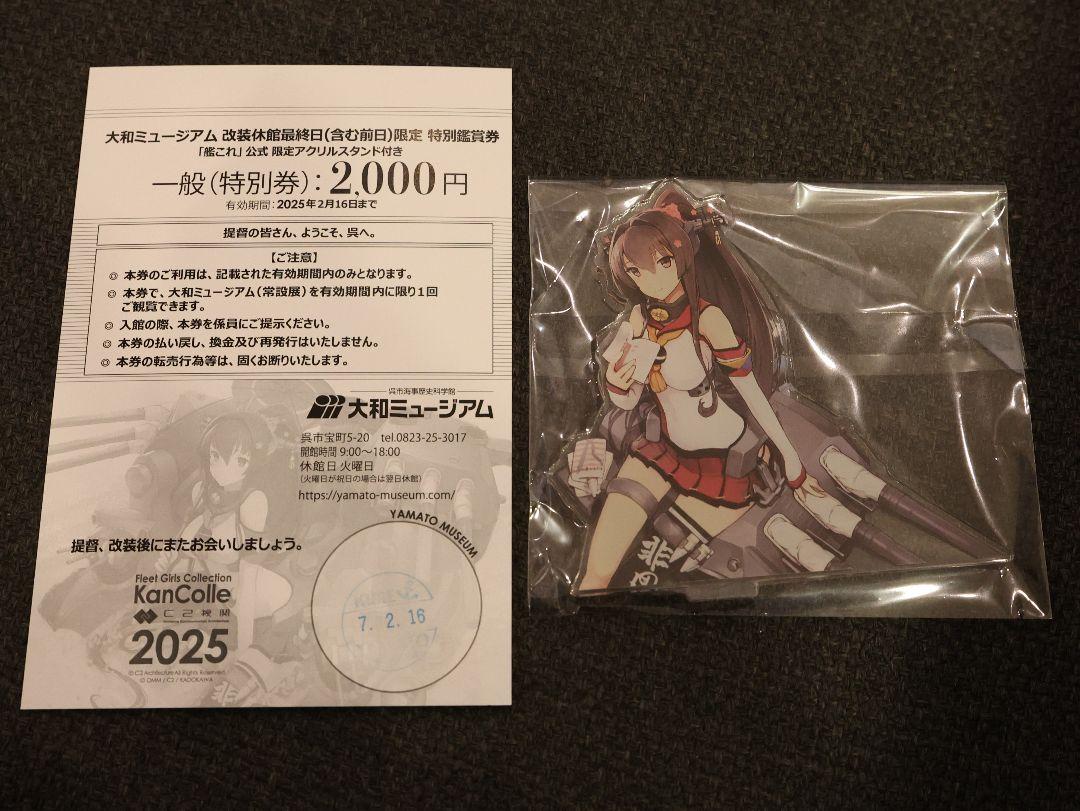 大和ミュージアム 改装休館最終日(含む前日)限定 特別鑑賞券
「艦これ」公式 限定アクリルスタンド付き
一般(特別券):2,000円
有効期間:2025年2月16日まで
提督の皆さん、ようこそ、呉へ。
【ご注意】
◎ 本券のご利用は、記載された有効期間内のみとなります。
◎ 本券で、大和ミュージアム(常設展)を有効期間内に限り1回
ご観覧できます。
◎ 入館の際、本券を係員にご提示ください。
◎ 本券の払い戻し、換金及び再発行はいたしません。
◎ 本券の転売行為等は、固くお断りいたします。
呉市海事歴史科学館
大和ミュージアム
呉市宝町5-20 tel.0823-25-3017
開館時間 9:00〜18:00
休館日 火曜日
(火曜日が祝日の場合は翌日休館)
https://yamato-museum.com/
YAMATO MUSEUM
提督、改装後にまたお会いしましょう。
Fleet Girls Collection
KanColle
C2機関
2025
© C2 Architecture All Rights Reserved.
© DMM / C2 / KADOKAWA
7. 2. 16